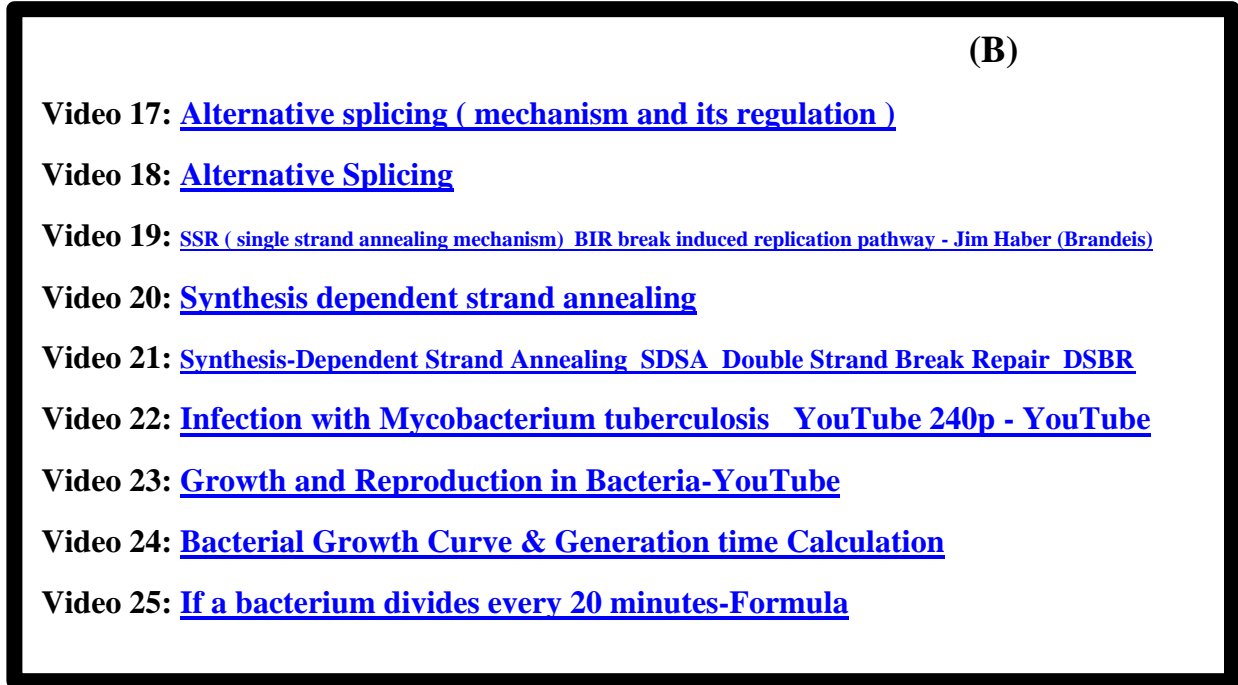 (B)
Video 17: Alternative splicing ( mechanism and its regulation )
Video 18: Alternative Splicing
Video 19: SSR ( single strand annealing mechanism)  BIR break induced replication pathway - Jim Haber (Brandeis)
Video 20: Synthesis dependent strand annealing
Video 21: Synthesis-Dependent Strand Annealing  SDSA  Double Strand Break Repair  DSBR
Video 22: Infection with Mycobacterium tuberculosis   YouTube 240p - YouTube
Video 23: Growth and Reproduction in Bacteria-YouTube
Video 24: Bacterial Growth Curve & Generation time Calculation
Video 25: If a bacterium divides every 20 minutes-Formula